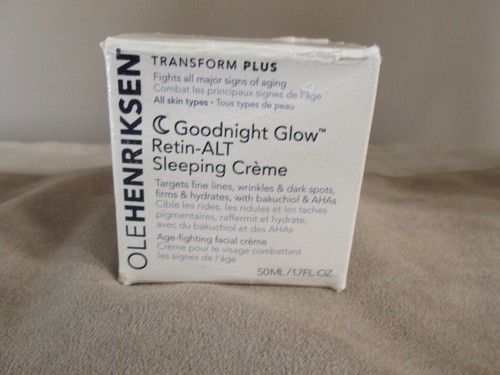 OLEHENRIKSEN®
TRANSFORM PLUS
Fights all major signs of aging
Combat les principaux signes de l'âge
All skin types • Tous types de peau
Goodnight Glow™
Retin-ALT
Sleeping Crème
Targets fine lines, wrinkles & dark spots,
firms & hydrates, with bakuchiol & AHAs
Cible les rides, les ridules et les taches
pigmentaires, raffermit et hydrate,
avec du bakuchiol et des AHAs
Age-fighting facial crème
Crème pour le visage combattant
les signes de l'âge
50ML/1.7FL.OZ.